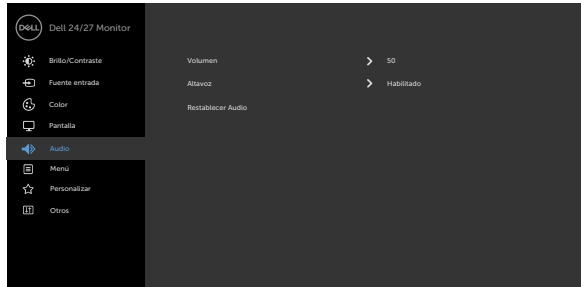 DELL Dell 24/27 Monitor
Brillo/Contraste
Fuente entrada
Color
Pantalla
Audio
Menú
Personalizar
Otros
Volumen 50
Altavoz Habilitado
Restablecer Audio